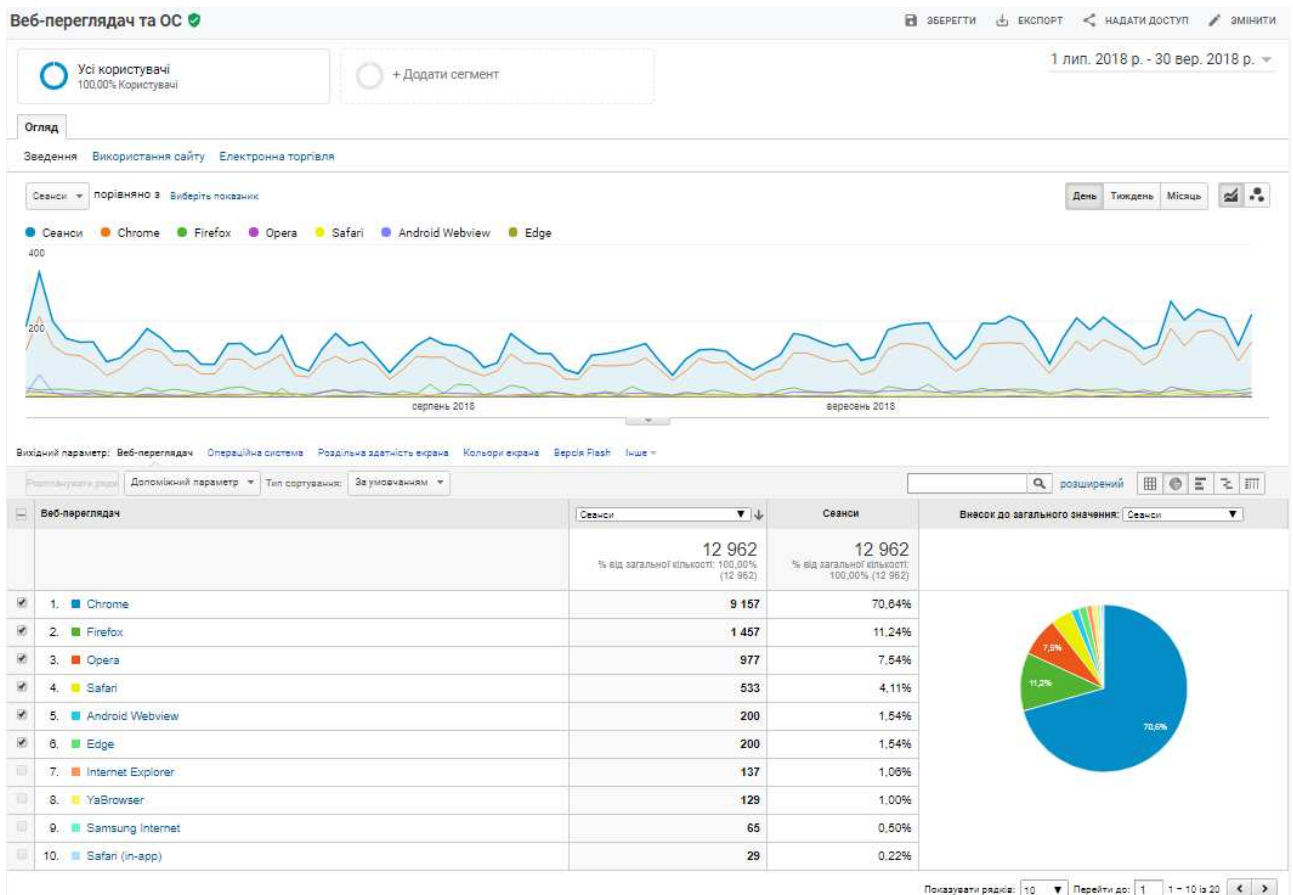 Веб-переглядач та ОС
ЗБЕРЕГТИ ЕКСПОРТ НАДАТИ ДОСТУП ЗМІНИТИ
Усі користувачі
100,00% Користувачі
+ Додати сегмент
1 лип. 2018 р. - 30 вер. 2018 р.
Огляд
Зведення Використання сайту Електронна торгівля
Сеанси порівняно з Виберіть показник
День Тиждень Місяць
Сеанси Chrome Firefox Opera Safari Android Webview Edge
400
200
серпень 2018 вересень 2018
Вихідний параметр: Веб-переглядач Операційна система Роздільна здатність екрана Кольори екрана Версія Flash Інше
Розпланувати рядки Допоміжний параметр Тип сортування: За умовчанням
розширений
Веб-переглядач Сеанси Сеанси Внесок до загального значення: Сеанси
12 962 12 962
% від загальної кількості: 100,00% % від загальної кількості:
(12 962) 100,00% (12 962)
1. Chrome 9 157 70,64%
2. Firefox 1 457 11,24%
3. Opera 977 7,54%
4. Safari 533 4,11%
5. Android Webview 200 1,54%
6. Edge 200 1,54%
7. Internet Explorer 137 1,06%
8. YaBrowser 129 1,00%
9. Samsung Internet 65 0,50%
10. Safari (in-app) 29 0,22%
7,5%
11,2%
70,6%
Показувати рядків: 10 Перейти до: 1 1 – 10 із 20